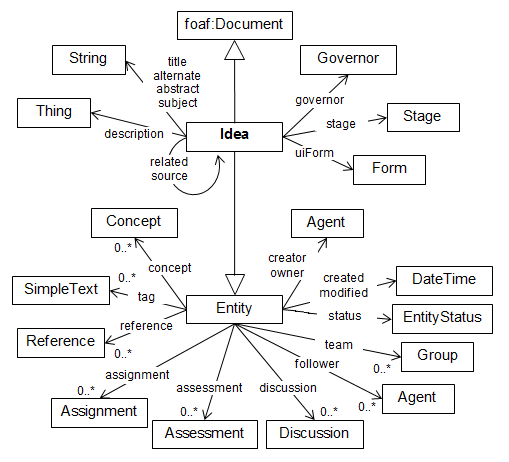 foaf:Document
String
title
alternate
abstract
subject
Governor
governor
Thing
description
Idea
stage
Stage
uiForm
Form
related
source
Concept
0..*
concept
Agent
creator
owner
SimpleText
0..*
tag
created
modified
DateTime
Entity
status
EntityStatus
Reference
reference
0..*
team
Group
0..*
assignment
0..*
Assignment
assessment
0..*
Assessment
discussion
0..*
Discussion
follower
0..*
Agent